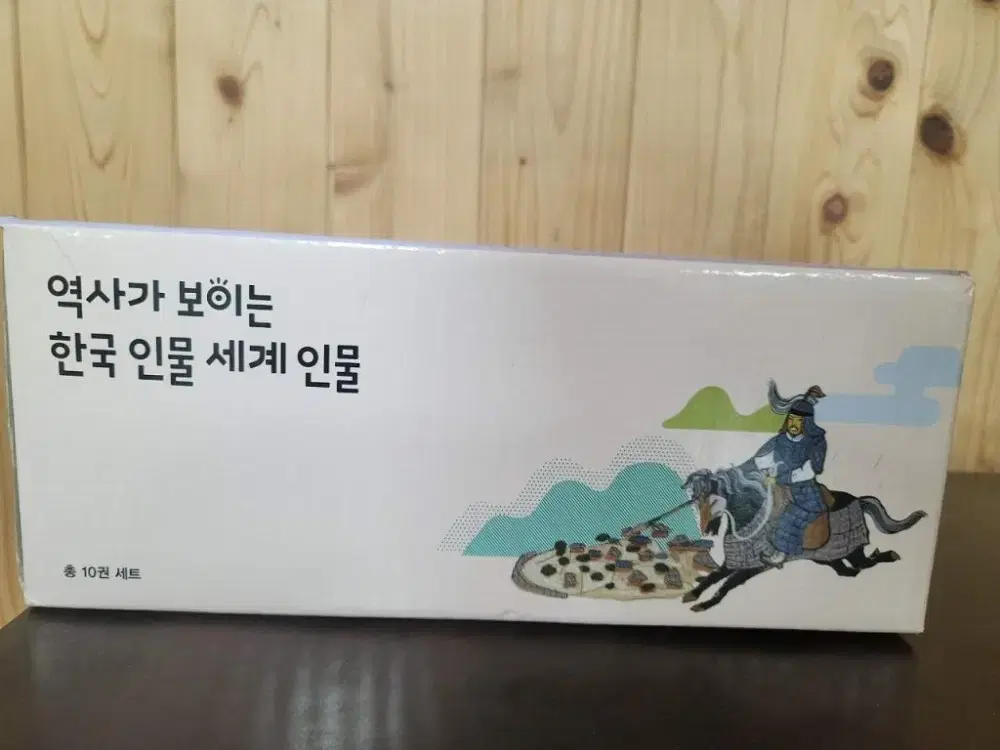 역사가 보이는
한국 인물 세계 인물
총 10권 세트